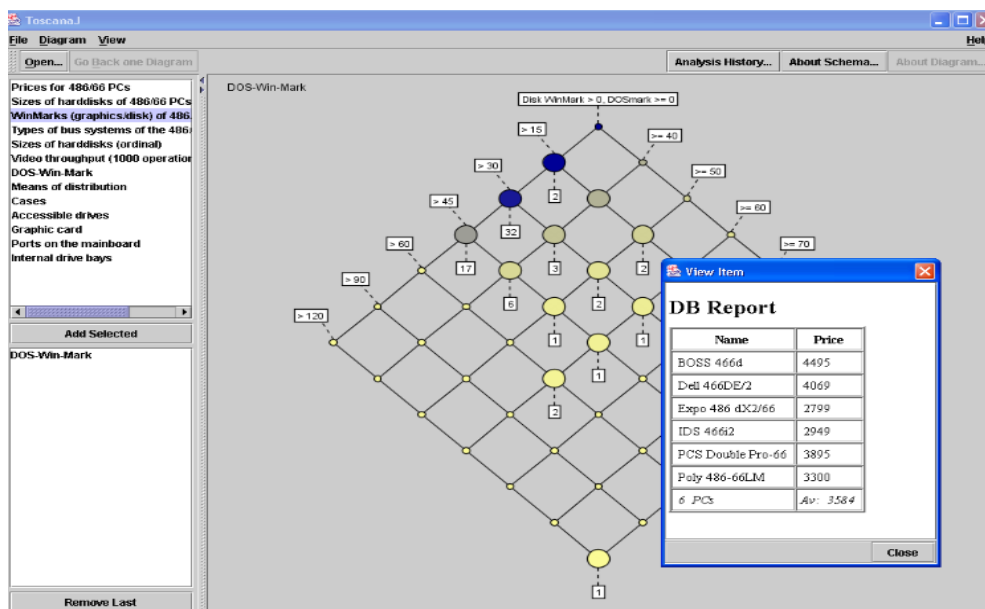 ToscanaJ
File Diagram View Help
Open... Go Back one Diagram Analysis History... About Schema... About Diagram...
Prices for 486/66 PCs
Sizes of harddisks of 486/66 PCs
WinMarks (graphics/disk) of 486/
Types of bus systems of the 486/
Sizes of harddisks (ordinal)
Video throughput (1000 operation
DOS-Win-Mark
Means of distribution
Cases
Accessible drives
Graphic card
Ports on the mainboard
Internal drive bays
Add Selected
DOS-Win-Mark
Remove Last
DOS-Win-Mark
Disk WinMark > 0, DOSmark >= 0
> 15
>= 40
> 30
>= 50
2
> 45
>= 60
32
> 60
>= 70
17
3
2
> 90
6
2
> 120
1
1
1
2
1
View Item
DB Report
Name Price
BOSS 466d 4495
Dell 466DE/2 4069
Expo 486 dX2/66 2799
IDS 466i2 2949
PCS Double Pro-66 3895
Poly 486-66LM 3300
6 PCs Av: 3584
Close